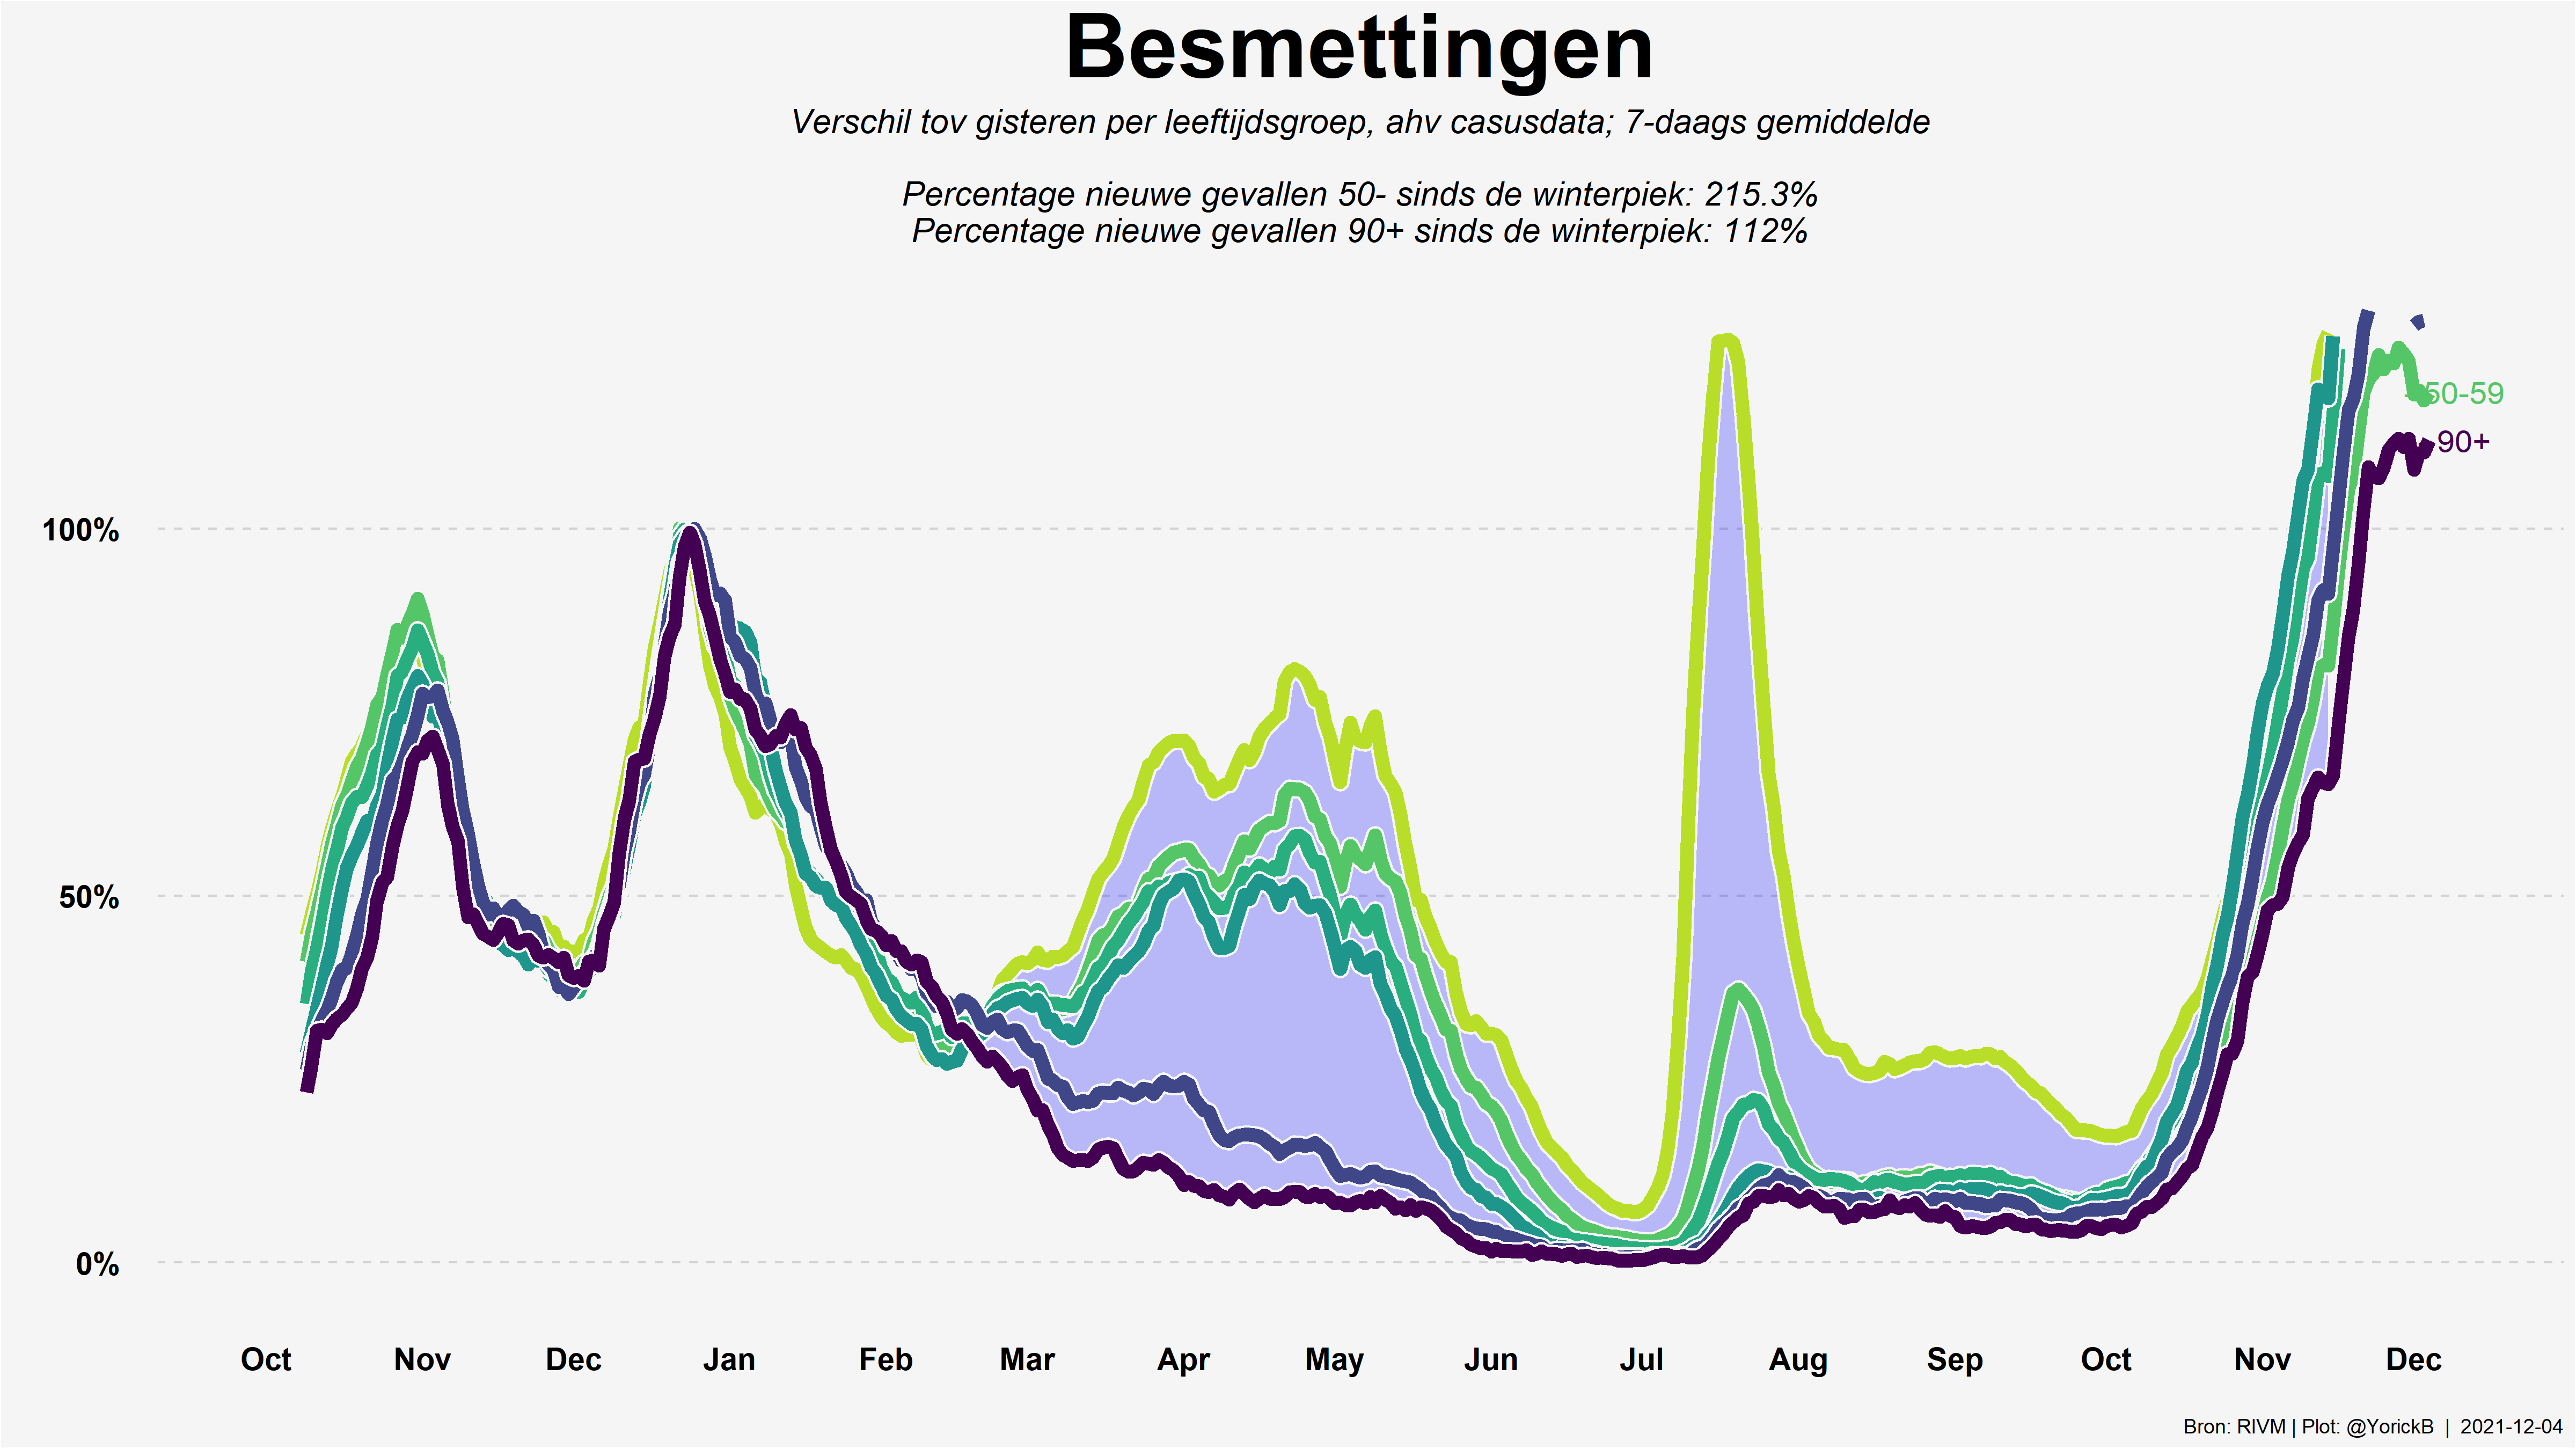 Besmettingen
Verschil tov gisteren per leeftijdsgroep, ahv casusdata; 7-daags gemiddelde
Percentage nieuwe gevallen 50- sinds de winterpiek: 215.3%
Percentage nieuwe gevallen 90+ sinds de winterpiek: 112%
50-59
90+
100%
50%
0%
Oct Nov Dec Jan Feb Mar Apr May Jun Jul Aug Sep Oct Nov Dec
Bron: RIVM | Plot: @YorickB | 2021-12-04